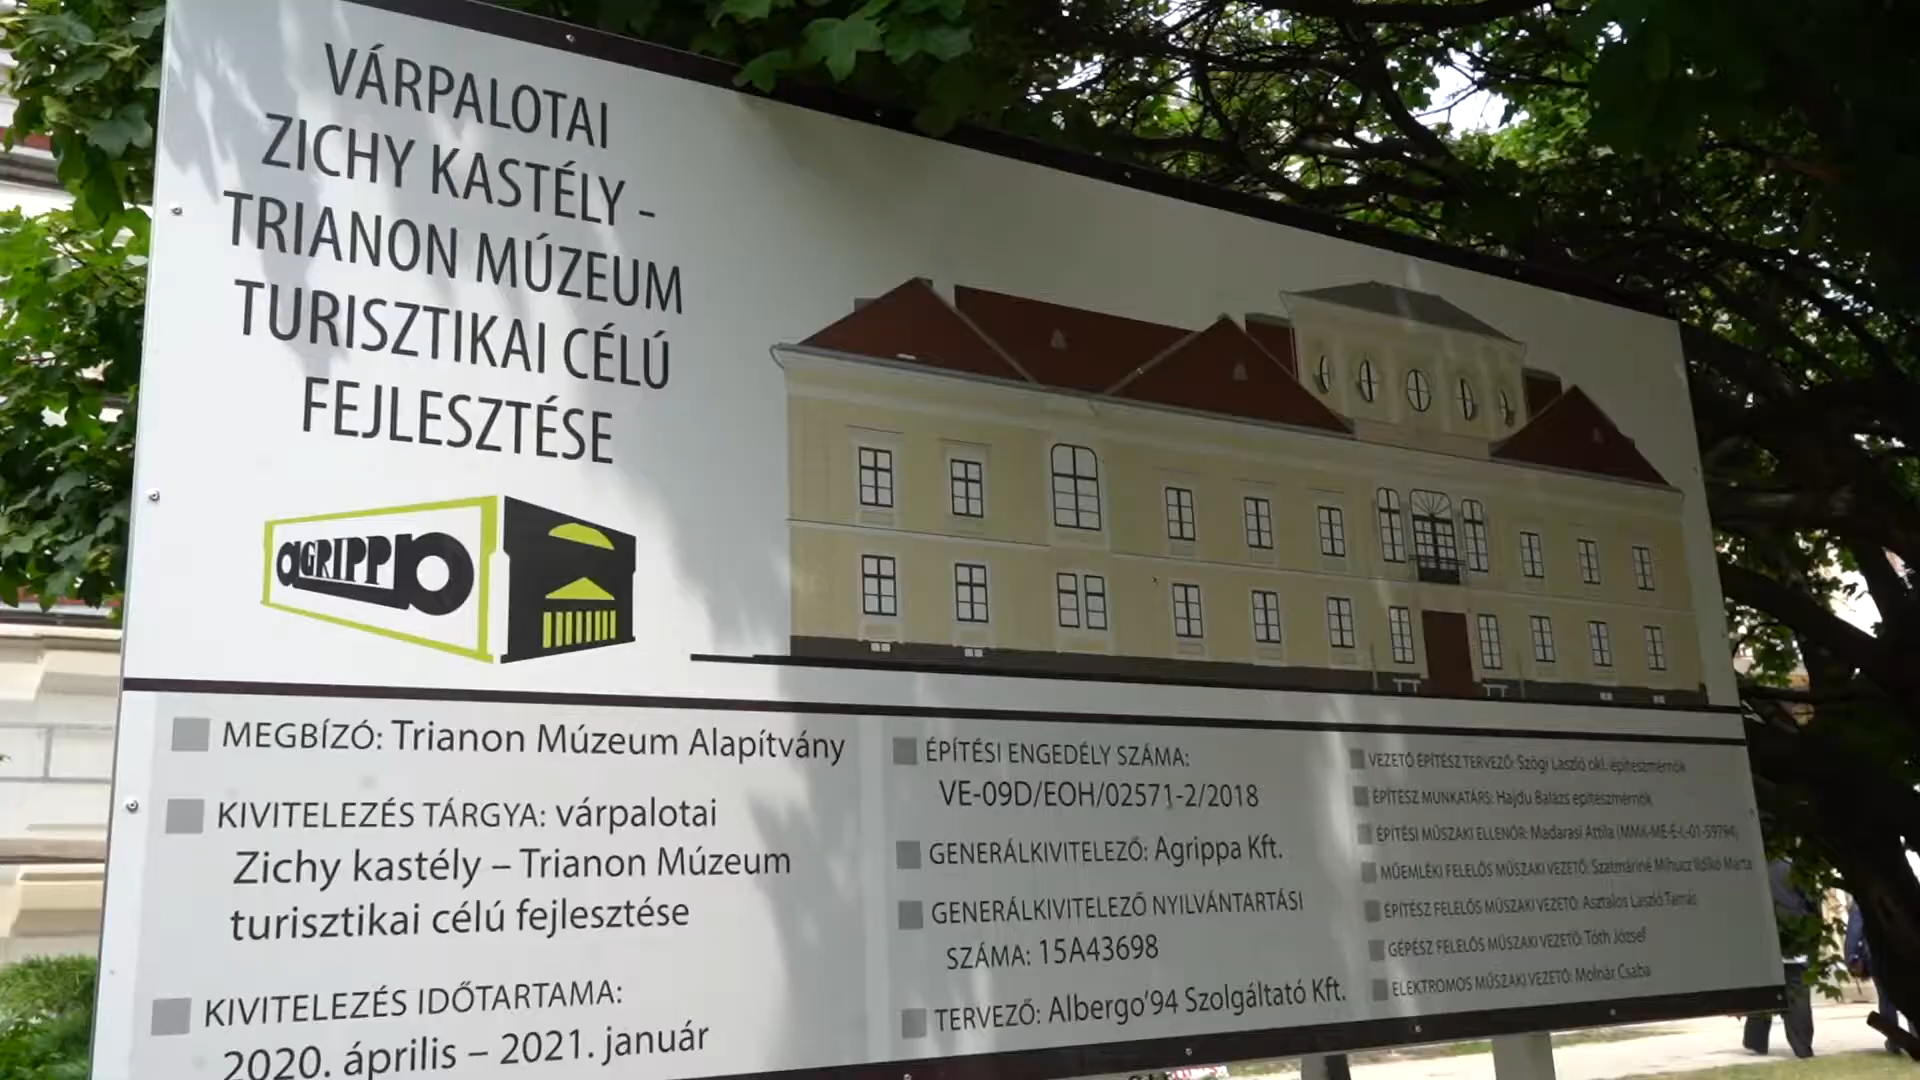 VÁRPALOTAI
ZICHY KASTÉLY -
TRIANON MÚZEUM
TURISZTIKAI CÉLÚ
FEJLESZTÉSE
aGRIPPa
MEGBÍZÓ: Trianon Múzeum Alapítvány
KIVITELEZÉS TÁRGYA: várpalotai
Zichy kastély – Trianon Múzeum
turisztikai célú fejlesztése
KIVITELEZÉS IDŐTARTAMA:
2020. április – 2021. január
ÉPÍTÉSI ENGEDÉLY SZÁMA:
VE-09D/EOH/02571-2/2018
GENERÁLKIVITELEZŐ: Agrippa Kft.
GENERÁLKIVITELEZŐ NYILVÁNTARTÁSI
SZÁMA: 15A43698
TERVEZŐ: Albergo'94 Szolgáltató Kft.
VEZETŐ ÉPÍTÉSZ TERVEZŐ: Szögi László okl. építészmérnök
ÉPÍTÉSZ MUNKATÁRS: Hajdu Balázs építészmérnök
ÉPÍTÉSI MŰSZAKI ELLENŐR: Madarasi Attila (MMK-ME-É-I.-01-59794)
MŰEMLÉKI FELELŐS MŰSZAKI VEZETŐ: Szatmáriné Mihucz Ildikó Márta
ÉPÍTÉSZ FELELŐS MŰSZAKI VEZETŐ: Asztalos László Tamás
GÉPÉSZ FELELŐS MŰSZAKI VEZETŐ: Tóth József
ELEKTROMOS MŰSZAKI VEZETŐ: Molnár Csaba